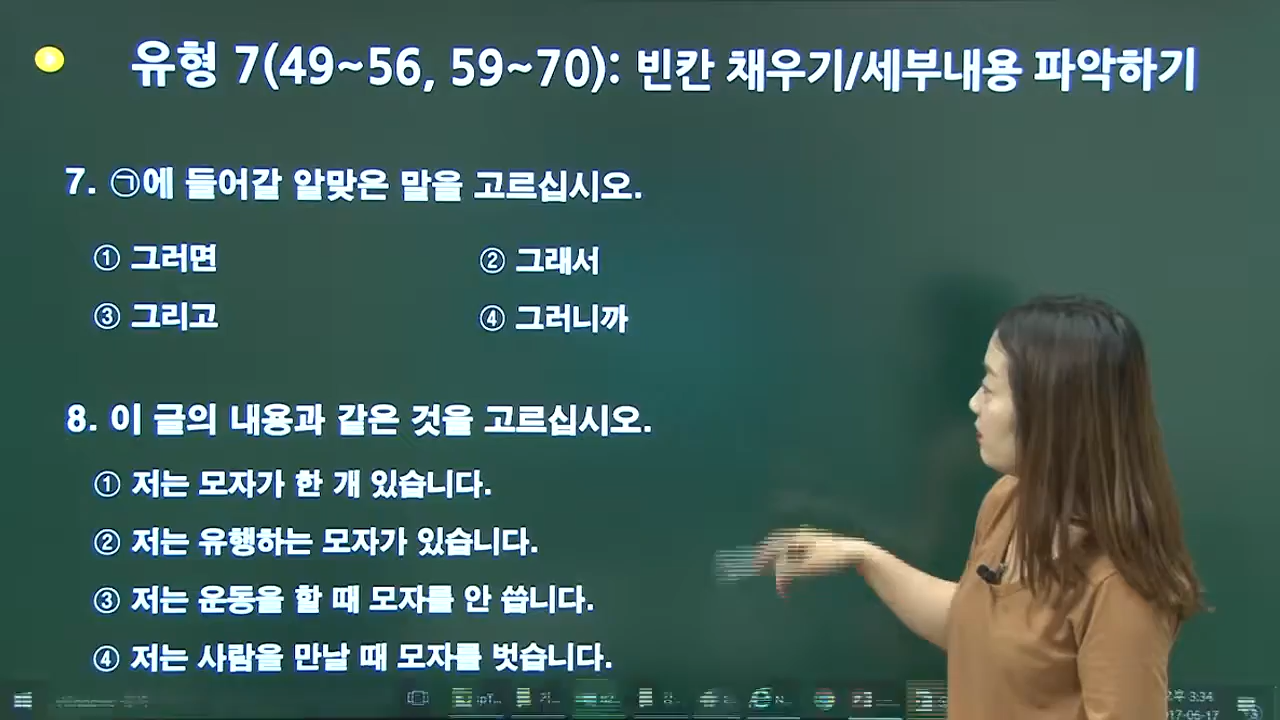 유형 7(49~56, 59~70): 빈칸 채우기/세부내용 파악하기
7. ㉠에 들어갈 알맞은 말을 고르십시오.
① 그러면 ② 그래서
③ 그리고 ④ 그러니까
8. 이 글의 내용과 같은 것을 고르십시오.
① 저는 모자가 한 개 있습니다.
② 저는 유행하는 모자가 있습니다.
③ 저는 운동을 할 때 모자를 안 씁니다.
④ 저는 사람을 만날 때 모자를 벗습니다.
3:34